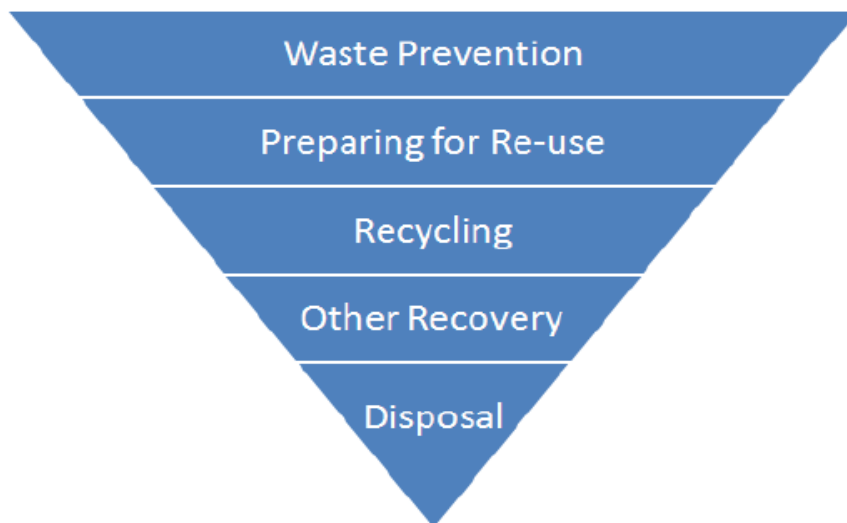 Waste Prevention
Preparing for Re-use
Recycling
Other Recovery
Disposal